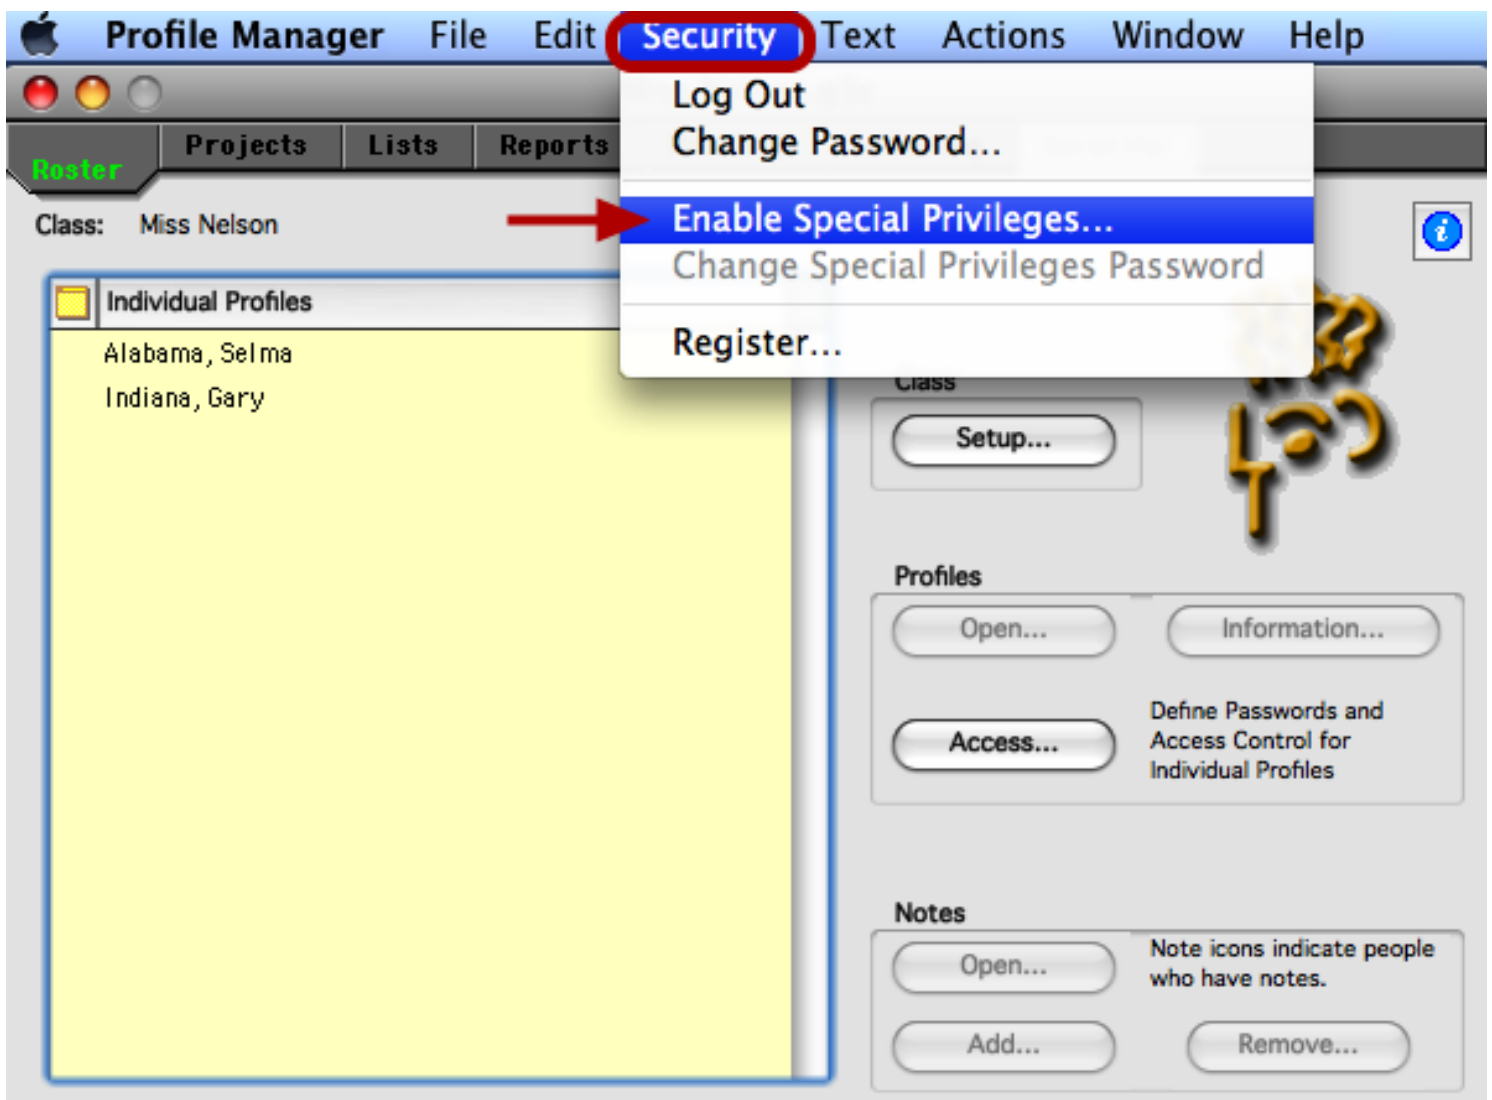 Profile Manager File Edit Security Text Actions Window Help
Log Out
Change Password...
Enable Special Privileges...
Change Special Privileges Password
Register...
Roster Projects Lists Reports
Class: Miss Nelson
Individual Profiles
Alabama, Selma
Indiana, Gary
Class
Setup...
Profiles
Open... Information...
Access...
Define Passwords and
Access Control for
Individual Profiles
Notes
Open...
Note icons indicate people
who have notes.
Add... Remove...